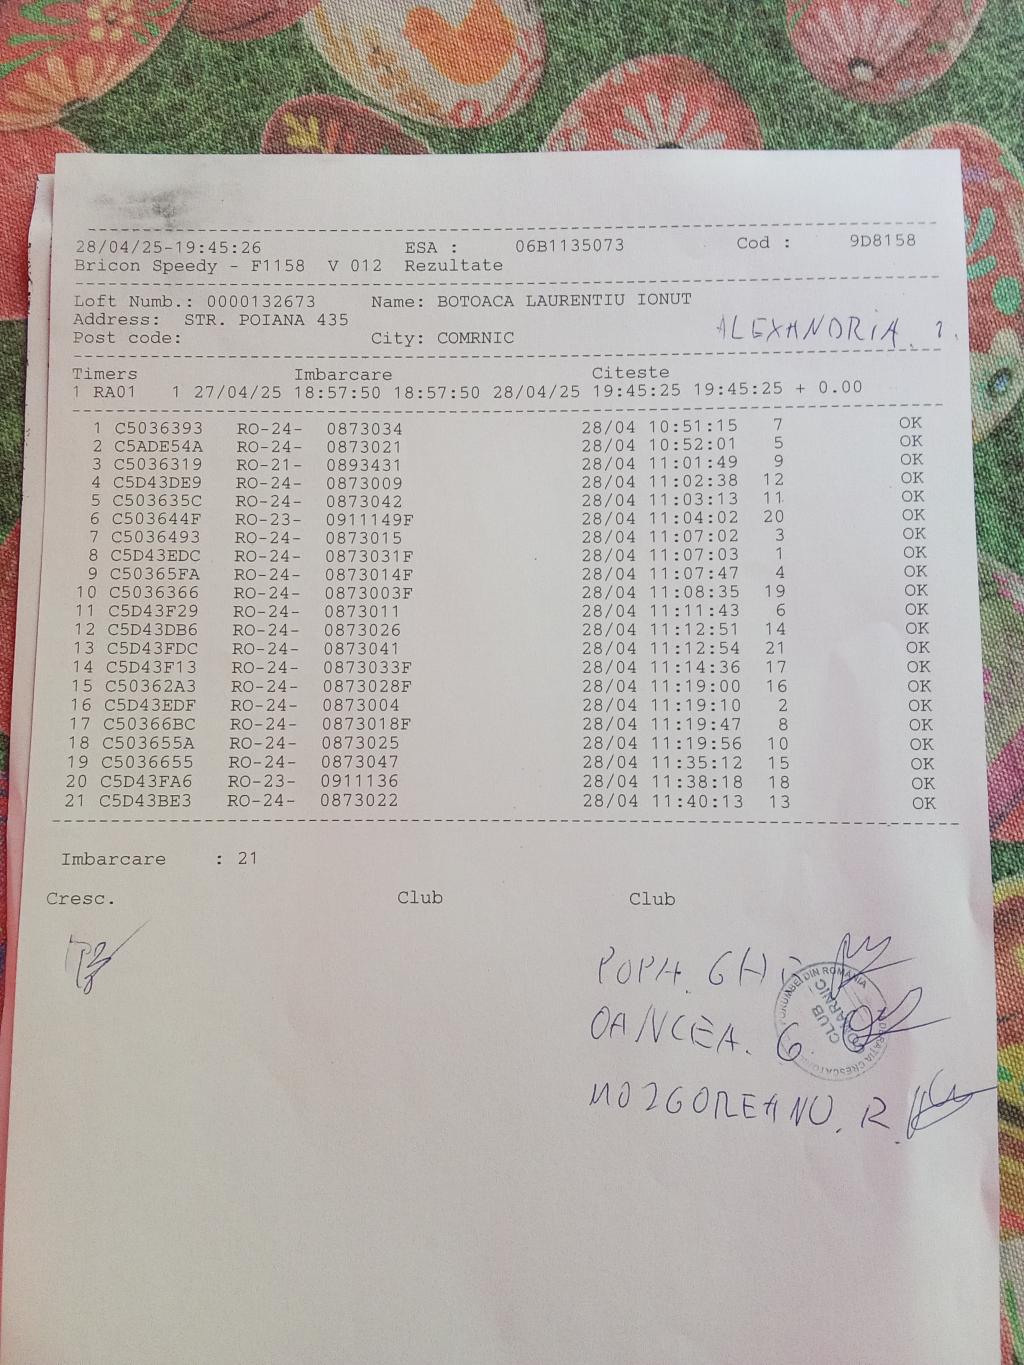 28/04/25-19:45:26 ESA : 06B1135073 Cod : 9D8158
Bricon Speedy - F1158 V 012 Rezultate
Loft Numb.: 0000132673 Name: BOTOACA LAURENTIU IONUT
Address: STR. POIANA 435
Post code: City: COMRNIC ALEXANDRIA. 1.
Timers Imbarcare Citeste
1 RA01 1 27/04/25 18:57:50 18:57:50 28/04/25 19:45:25 19:45:25 + 0.00
1 C5036393 RO-24- 0873034 28/04 10:51:15 7 OK
2 C5ADE54A RO-24- 0873021 28/04 10:52:01 5 OK
3 C5036319 RO-21- 0893431 28/04 11:01:49 9 OK
4 C5D43DE9 RO-24- 0873009 28/04 11:02:38 12 OK
5 C503635C RO-24- 0873042 28/04 11:03:13 11 OK
6 C503644F RO-23- 0911149F 28/04 11:04:02 20 OK
7 C5036493 RO-24- 0873015 28/04 11:07:02 3 OK
8 C5D43EDC RO-24- 0873031F 28/04 11:07:03 1 OK
9 C50365FA RO-24- 0873014F 28/04 11:07:47 4 OK
10 C5036366 RO-24- 0873003F 28/04 11:08:35 19 OK
11 C5D43F29 RO-24- 0873011 28/04 11:11:43 6 OK
12 C5D43DB6 RO-24- 0873026 28/04 11:12:51 14 OK
13 C5D43FDC RO-24- 0873041 28/04 11:12:54 21 OK
14 C5D43F13 RO-24- 0873033F 28/04 11:14:36 17 OK
15 C50362A3 RO-24- 0873028F 28/04 11:19:00 16 OK
16 C5D43EDF RO-24- 0873004 28/04 11:19:10 2 OK
17 C50366BC RO-24- 0873018F 28/04 11:19:47 8 OK
18 C503655A RO-24- 0873025 28/04 11:19:56 10 OK
19 C5036655 RO-24- 0873047 28/04 11:35:12 15 OK
20 C5D43FA6 RO-23- 0911136 28/04 11:38:18 18 OK
21 C5D43BE3 RO-24- 0873022 28/04 11:40:13 13 OK
Imbarcare : 21
Cresc. Club Club
POPA. GH
OANCEA. G.
MOZGOREANU. R.
DIN ROMANIA
CLUB